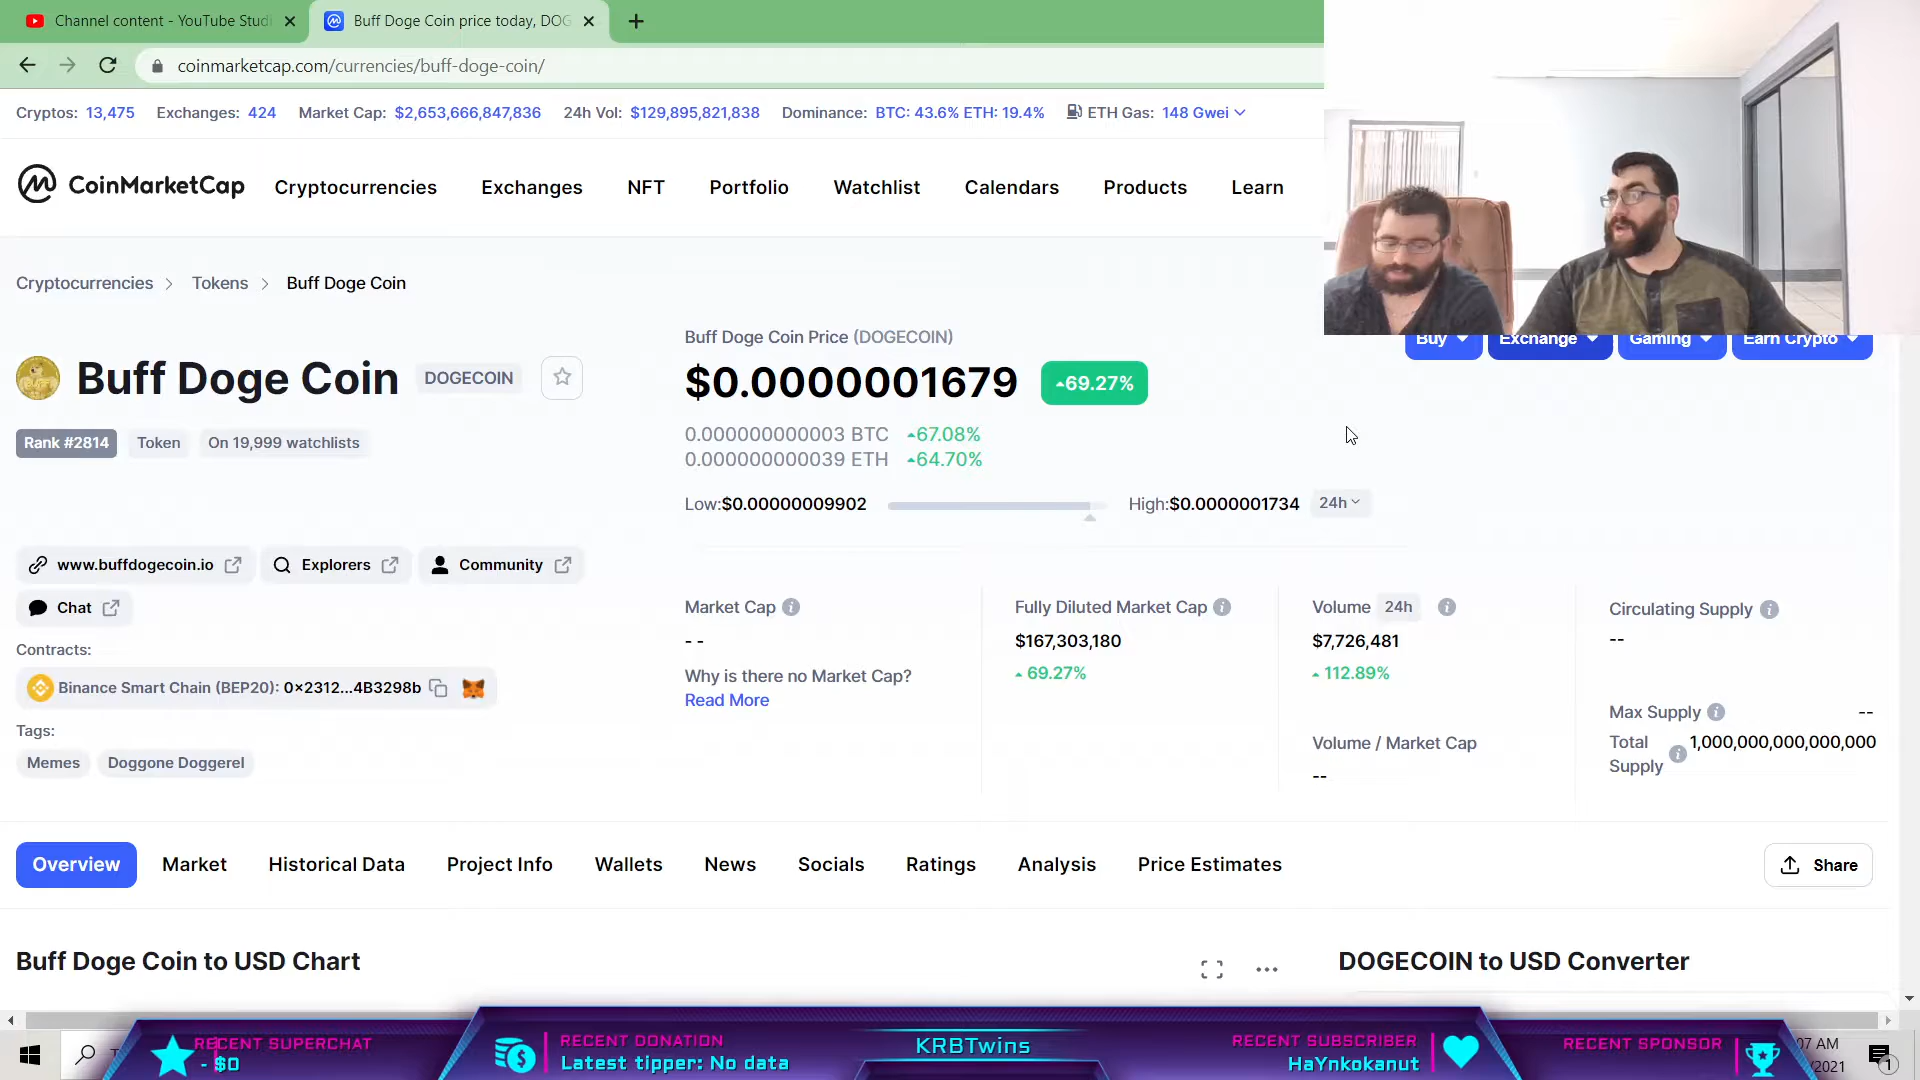 Channel content - YouTube Studi
Buff Doge Coin price today, DOG
coinmarketcap.com/currencies/buff-doge-coin/
Cryptos: 13,475 Exchanges: 424 Market Cap: $2,653,666,847,836 24h Vol: $129,895,821,838 Dominance: BTC: 43.6% ETH: 19.4% ETH Gas: 148 Gwei
CoinMarketCap Cryptocurrencies Exchanges NFT Portfolio Watchlist Calendars Products Learn
Cryptocurrencies > Tokens > Buff Doge Coin
Buff Doge Coin DOGECOIN
Rank #2814 Token On 19,999 watchlists
www.buffdogecoin.io Explorers Community
Chat
Contracts:
Binance Smart Chain (BEP20): 0x2312...4B3298b
Tags:
Memes Doggone Doggerel
Buff Doge Coin Price (DOGECOIN)
$0.0000001679 69.27%
0.000000000003 BTC 67.08%
0.000000000039 ETH 64.70%
Low:$0.00000009902 High:$0.0000001734 24h
Buy Exchange Gaming Earn Crypto
Market Cap
- -
Why is there no Market Cap?
Read More
Fully Diluted Market Cap
$167,303,180
69.27%
Volume 24h
$7,726,481
112.89%
Volume / Market Cap
--
Circulating Supply
--
Max Supply --
Total Supply 1,000,000,000,000,000
Overview Market Historical Data Project Info Wallets News Socials Ratings Analysis Price Estimates Share
Buff Doge Coin to USD Chart
DOGECOIN to USD Converter
RECENT SUPERCHAT
- $0
RECENT DONATION
Latest tipper: No data
KRBTwins
RECENT SUBSCRIBER
HaYnkokanut
RECENT SPONSOR
07 AM
/2021
1